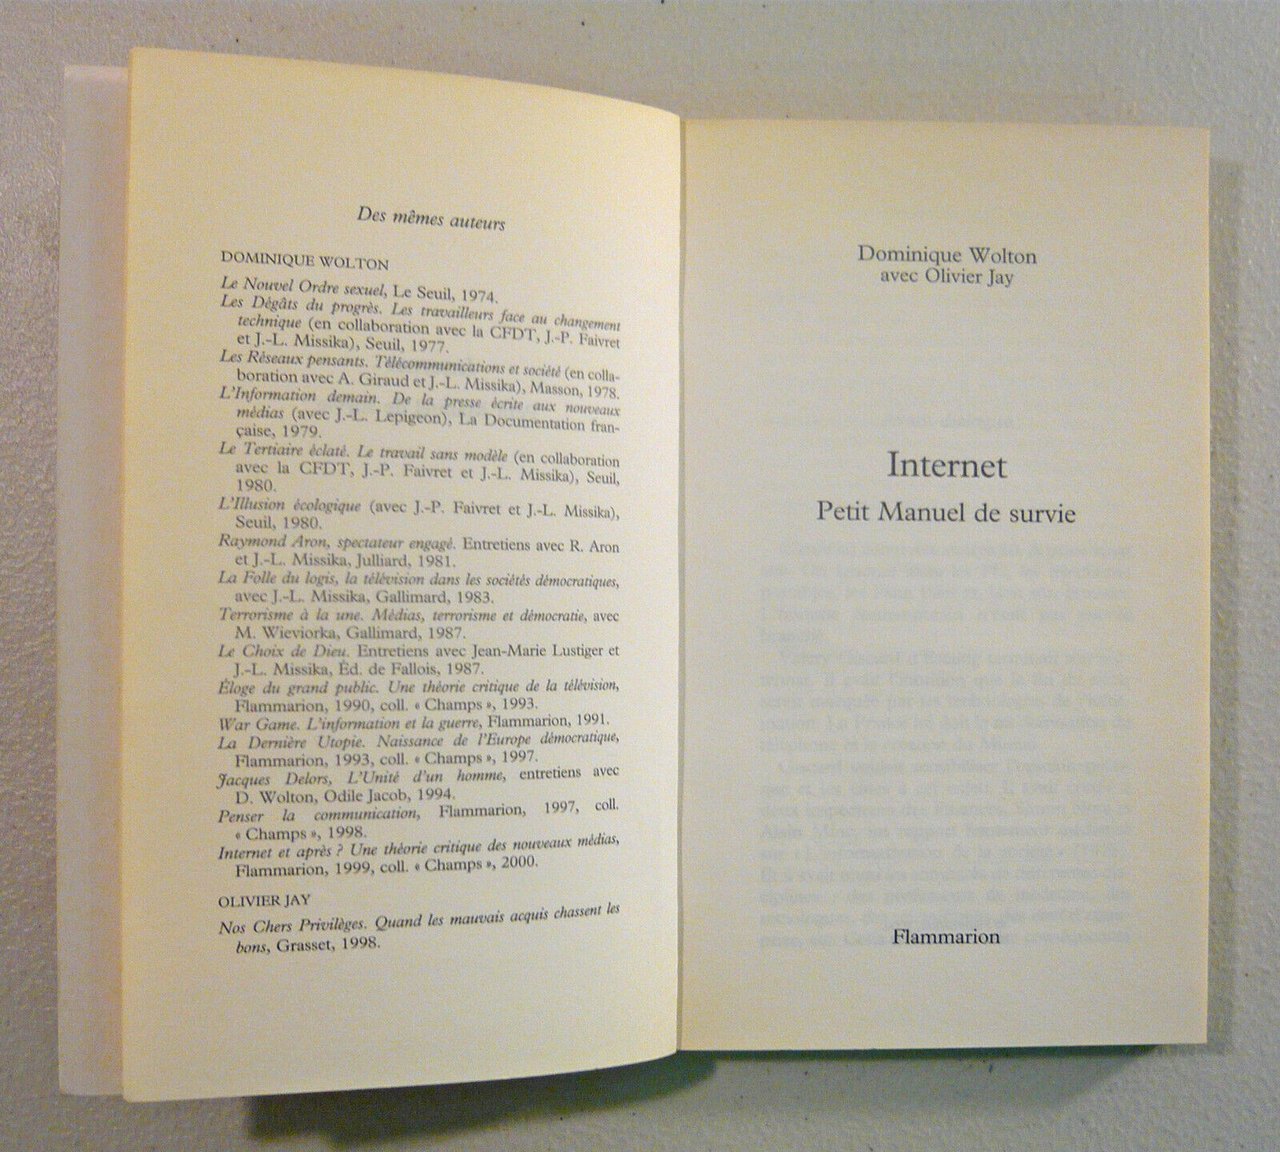 Des mêmes auteurs
DOMINIQUE WOLTON
Le Nouvel Ordre sexuel, Le Seuil, 1974.
Les Dégâts du progrès. Les travailleurs face au changement
technique (en collaboration avec la CFDT, J.-P. Faivret
et J.-L. Missika), Seuil, 1977.
Les Réseaux pensants. Télécommunications et société (en colla-
boration avec A. Giraud et J.-L. Missika), Masson, 1978.
L'Information demain. De la presse écrite aux nouveaux
médias (avec J.-L. Lepigeon), La Documentation fran-
çaise, 1979.
Le Tertiaire éclaté. Le travail sans modèle (en collaboration
avec la CFDT, J.-P. Faivret et J.-L. Missika), Seuil,
1980.
L'Illusion écologique (avec J.-P. Faivret et J.-L. Missika),
Seuil, 1980.
Raymond Aron, spectateur engagé. Entretiens avec R. Aron
et J.-L. Missika, Julliard, 1981.
La Folle du logis, la télévision dans les sociétés démocratiques,
avec J.-L. Missika, Gallimard, 1983.
Terrorisme à la une. Médias, terrorisme et démocratie, avec
M. Wieviorka, Gallimard, 1987.
Le Choix de Dieu. Entretiens avec Jean-Marie Lustiger et
J.-L. Missika, Éd. de Fallois, 1987.
Éloge du grand public. Une théorie critique de la télévision,
Flammarion, 1990, coll. « Champs », 1993.
War Game. L'information et la guerre, Flammarion, 1991.
La Dernière Utopie. Naissance de l'Europe démocratique,
Flammarion, 1993, coll. « Champs », 1997.
Jacques Delors, L'Unité d'un homme, entretiens avec
D. Wolton, Odile Jacob, 1994.
Penser la communication, Flammarion, 1997, coll.
« Champs », 1998.
Internet et après ? Une théorie critique des nouveaux médias,
Flammarion, 1999, coll. « Champs », 2000.
OLIVIER JAY
Nos Chers Privilèges. Quand les mauvais acquis chassent les
bons, Grasset, 1998.
Dominique Wolton
avec Olivier Jay
Internet
Petit Manuel de survie
Flammarion